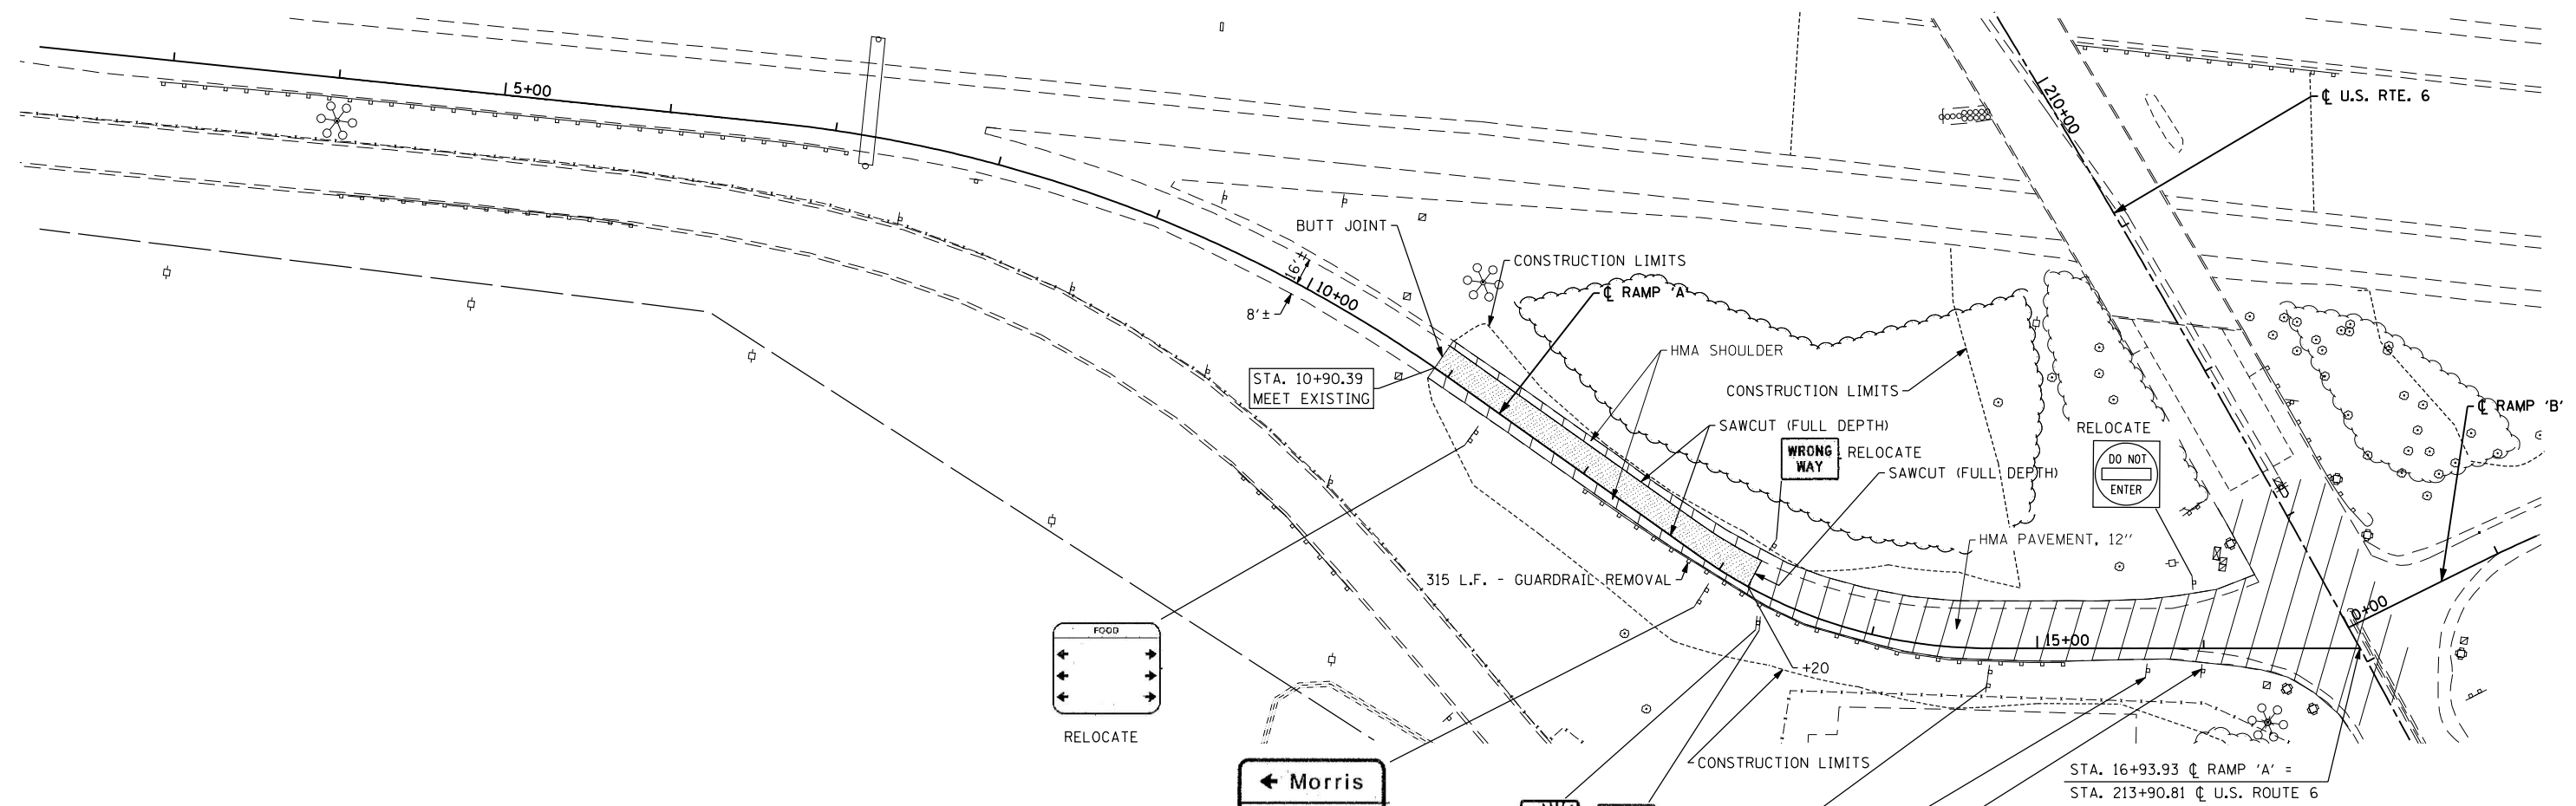 5+00
210+00
℄ U.S. RTE. 6
BUTT JOINT
16'±
CONSTRUCTION LIMITS
10+00
℄ RAMP 'A'
8'±
HMA SHOULDER
STA. 10+90.39
MEET EXISTING
CONSTRUCTION LIMITS
℄ RAMP 'B'
SAWCUT (FULL DEPTH)
RELOCATE
WRONG
WAY
RELOCATE
DO NOT
ENTER
SAWCUT (FULL DEPTH)
HMA PAVEMENT, 12''
315 L.F. - GUARDRAIL REMOVAL
0+00
FOOD
15+00
+20
RELOCATE
CONSTRUCTION LIMITS
← Morris
STA. 16+93.93 ℄ RAMP 'A' =
STA. 213+90.81 ℄ U.S. ROUTE 6